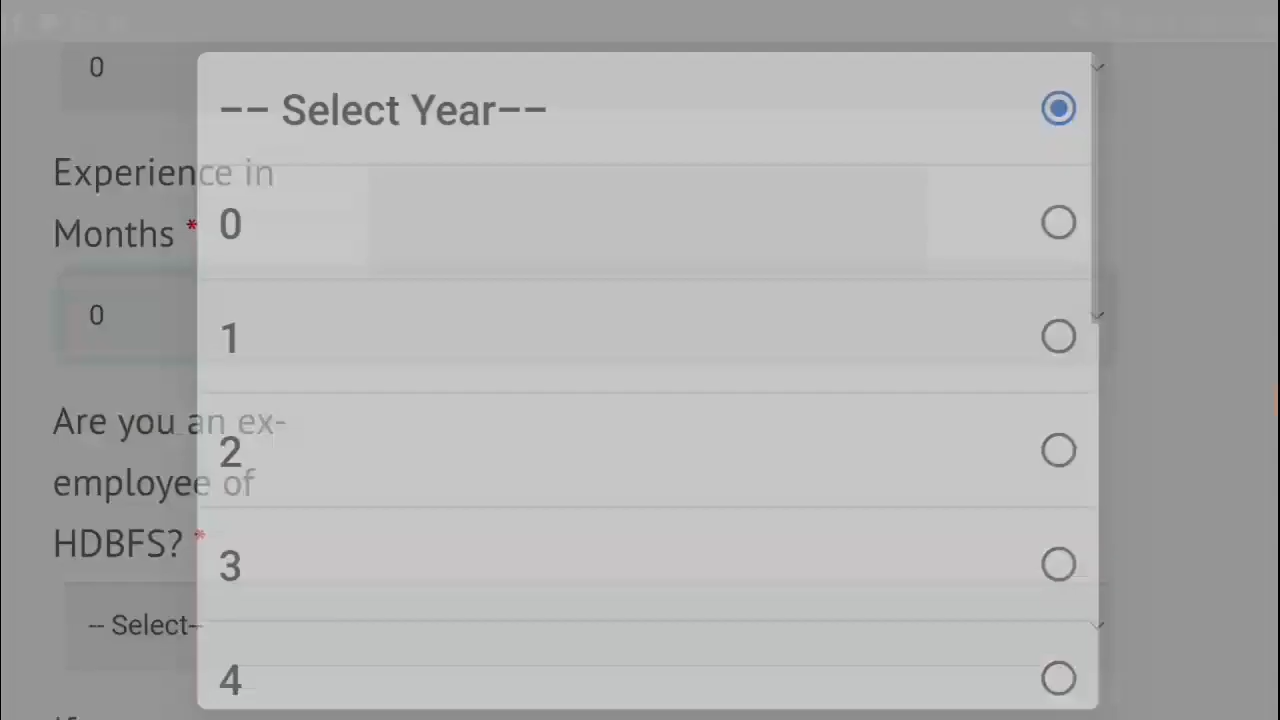 0
-- Select Year--
Experience in
Months *
0
0
1
Are you an ex-
employee of
HDBFS? *
2
3
-- Select--
4